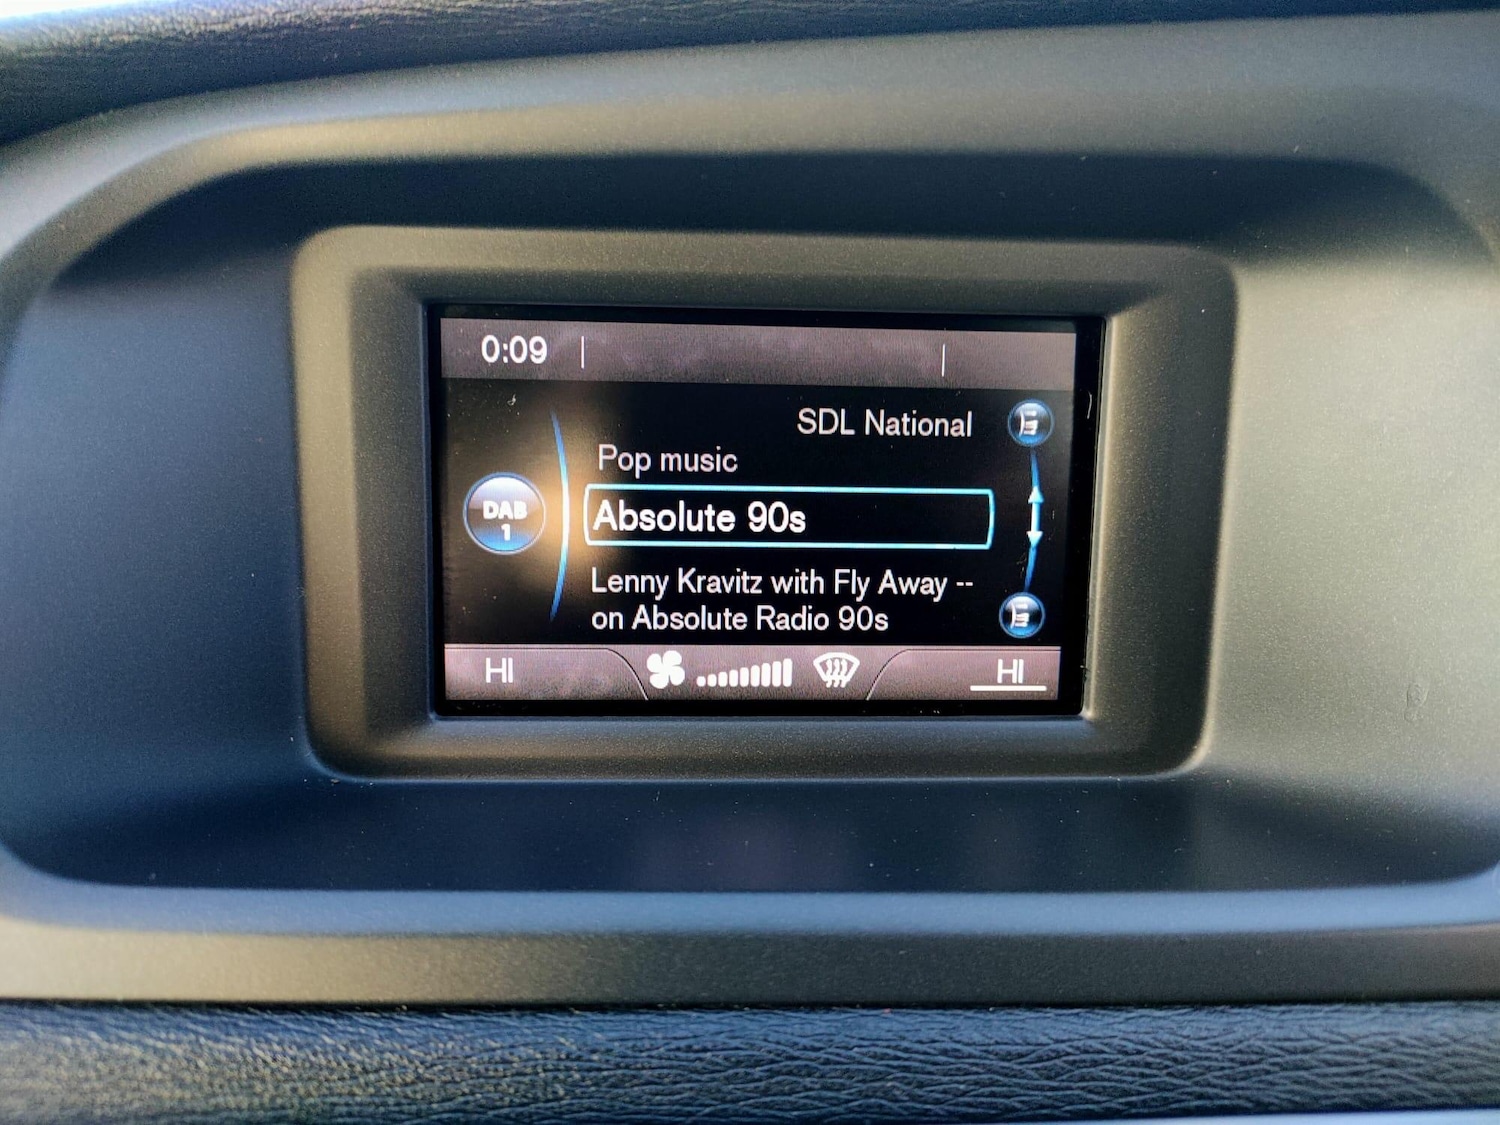 0:09
SDL National
Pop music
DAB
1
Absolute 90s
Lenny Kravitz with Fly Away --
on Absolute Radio 90s
HI
HI